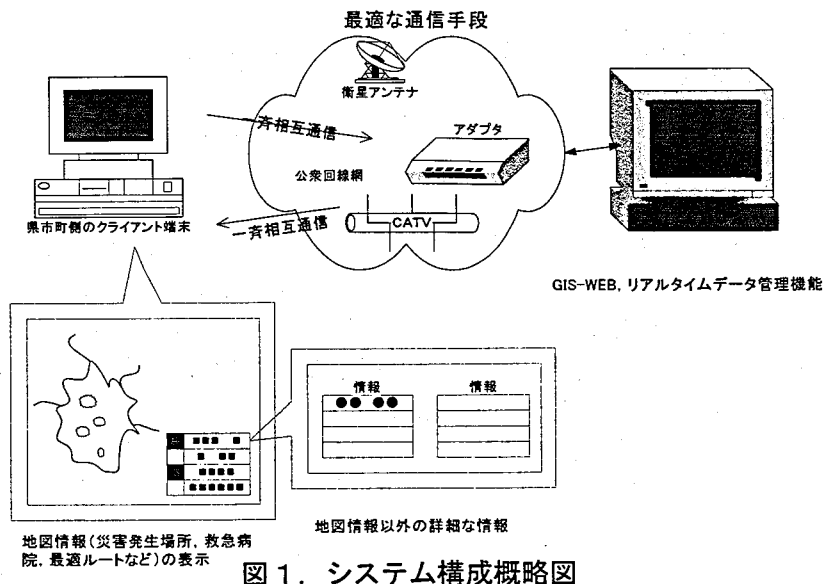 最適な通信手段
衛星アンテナ
一斉相互通信
アダプタ
公衆回線網
一斉相互通信
CATV
県市町側のクライアント端末
GIS-WEB, リアルタイムデータ管理機能
情報
情報
●● ●●
地図情報以外の詳細な情報
地図情報(災害発生場所, 救急病
院, 最適ルートなど)の表示
図1. システム構成概略図